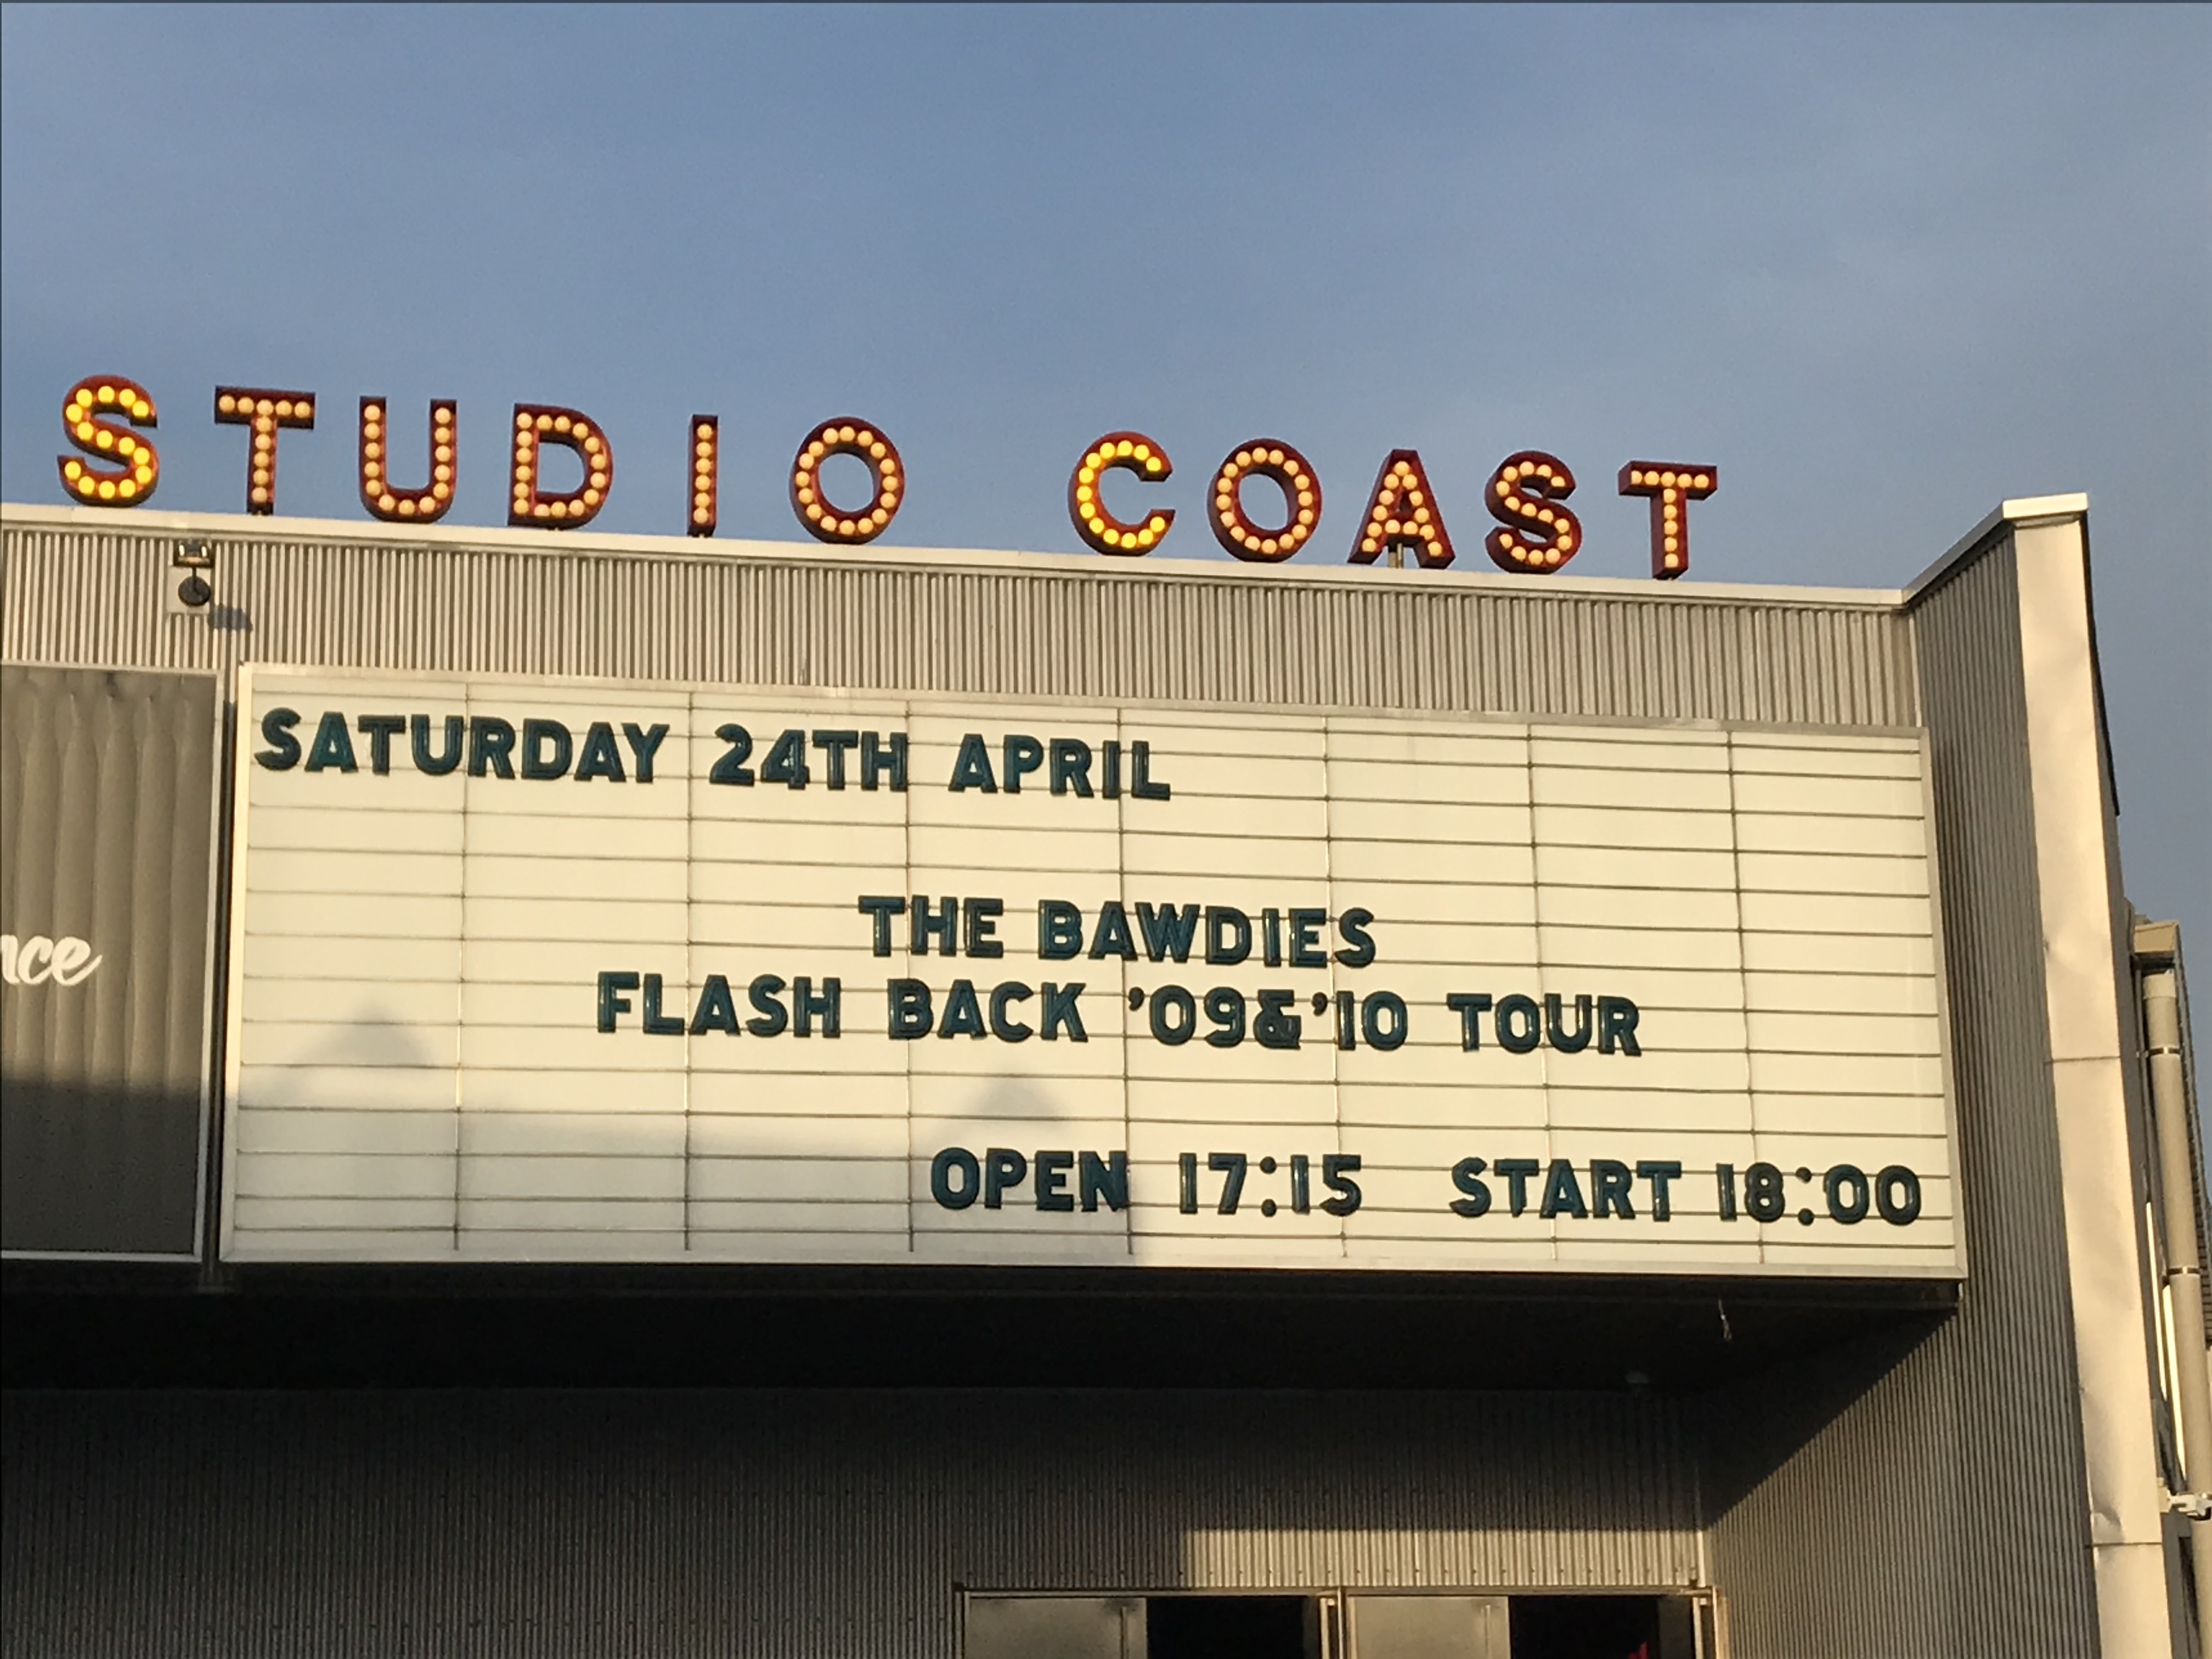 STUDIO COAST
SATURDAY 24TH APRIL
THE BAWDIES
FLASH BACK '09&'10 TOUR
OPEN 17:15 START 18:00